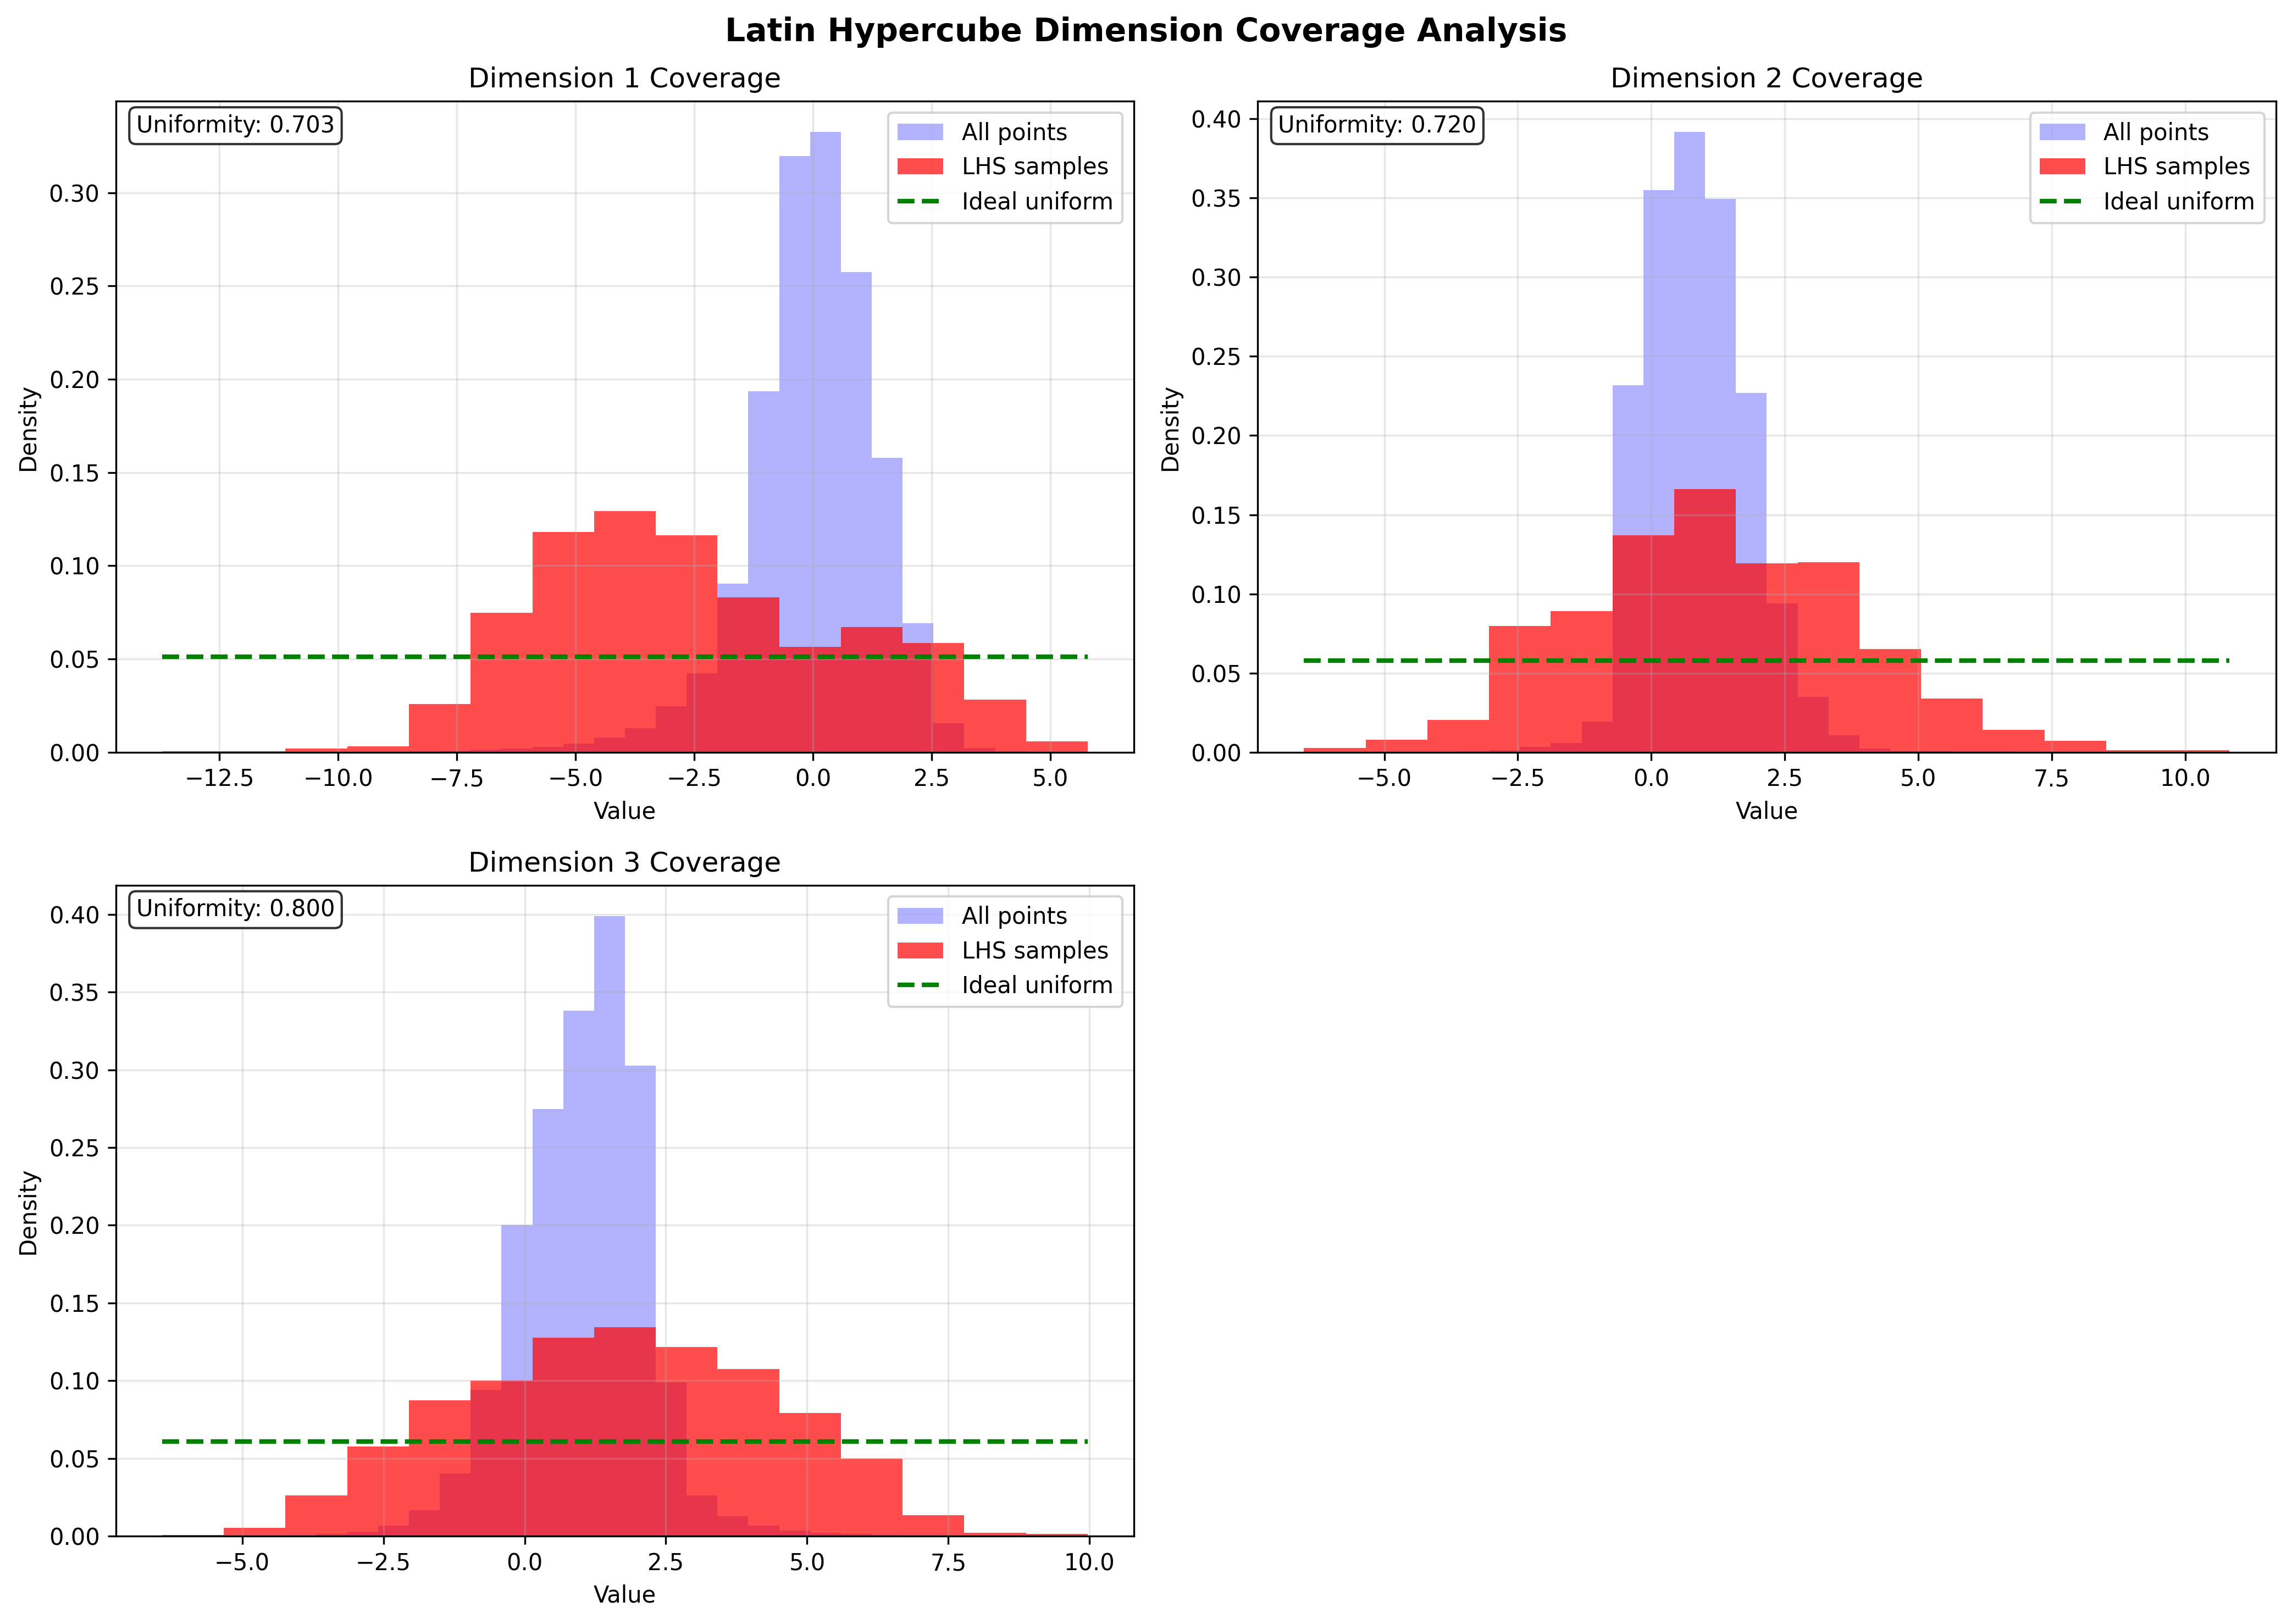 Latin Hypercube Dimension Coverage Analysis
Dimension 1 Coverage
Uniformity: 0.703
All points
LHS samples
Ideal uniform
Density
0.30
0.25
0.20
0.15
0.10
0.05
0.00
−12.5 −10.0 −7.5 −5.0 −2.5 0.0 2.5 5.0
Value
Dimension 2 Coverage
Uniformity: 0.720
All points
LHS samples
Ideal uniform
Density
0.40
0.35
0.30
0.25
0.20
0.15
0.10
0.05
0.00
−5.0 −2.5 0.0 2.5 5.0 7.5 10.0
Value
Dimension 3 Coverage
Uniformity: 0.800
All points
LHS samples
Ideal uniform
Density
0.40
0.35
0.30
0.25
0.20
0.15
0.10
0.05
0.00
−5.0 −2.5 0.0 2.5 5.0 7.5 10.0
Value